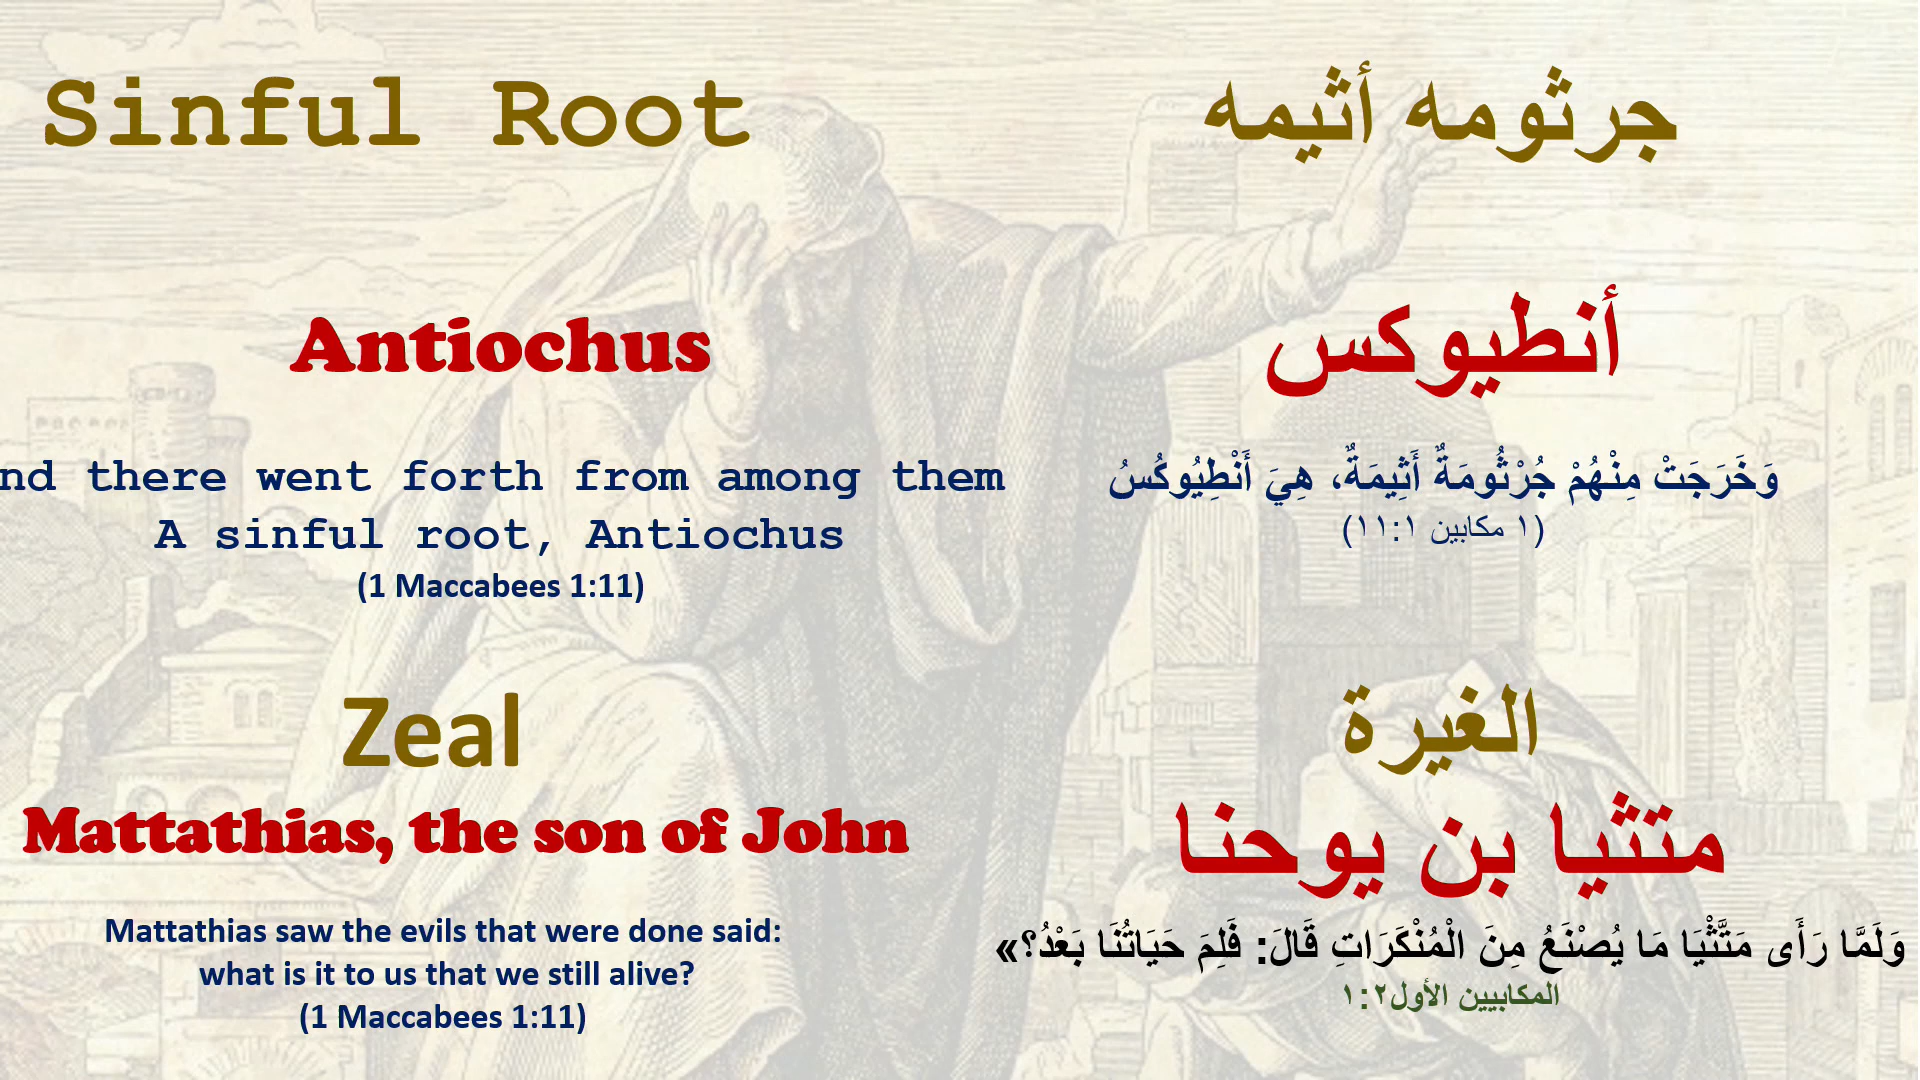 Sinful Root
جرثومه أثيمه
Antiochus
أنطيوكس
nd there went forth from among them
A sinful root, Antiochus
(1 Maccabees 1:11)
وَخَرَجَتْ مِنْهُمْ جُرْثُومَةٌ أَثِيمَةٌ، هِيَ أَنْطِيُوكُسُ
(١ مكابين ١١:١)
Zeal
الغيرة
Mattathias, the son of John
متثيا بن يوحنا
Mattathias saw the evils that were done said:
what is it to us that we still alive?
(1 Maccabees 1:11)
وَلَمَّا رَأَى مَتَّثْيَا مَا يُصْنَعُ مِنَ الْمُنْكَرَاتِ قَالَ: فَلِمَ حَيَاتُنَا بَعْدُ؟»
المكابيين الأول٢:١